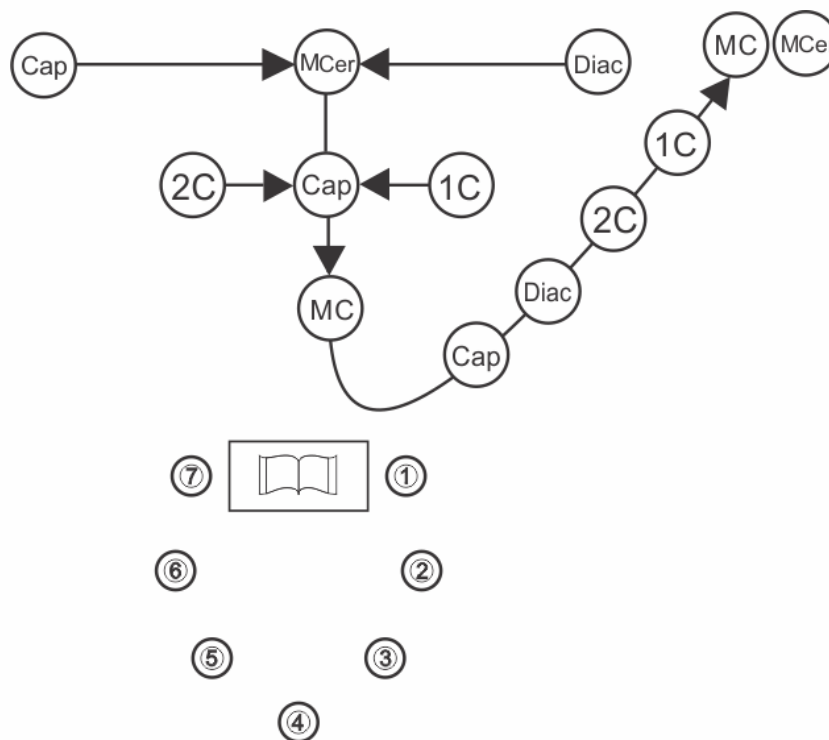 Cap MCer Diac MC MCe
2C Cap 1C 1C
2C
MC Diac
Cap
⑦ ①
⑥ ②
⑤ ③
④